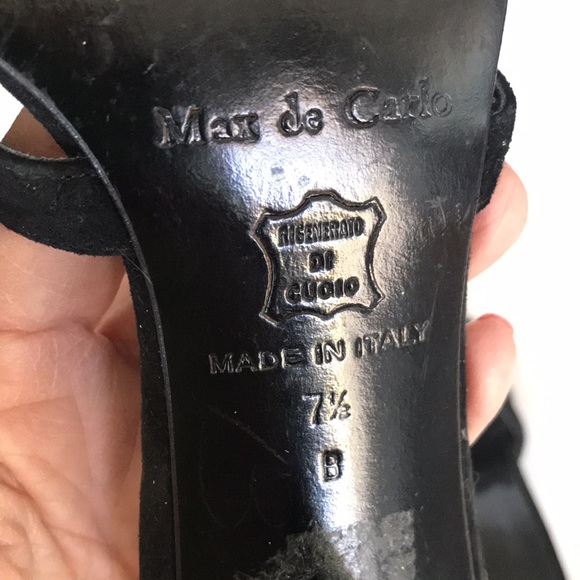 Max de Carlo
RIGENERATO
DI
CUOIO
MADE IN ITALY
7½
B